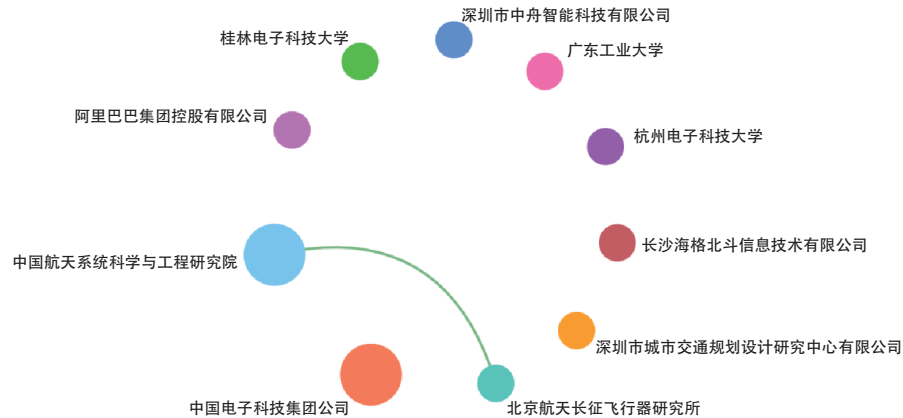 深圳市中舟智能科技有限公司
桂林电子科技大学
广东工业大学
阿里巴巴集团控股有限公司
杭州电子科技大学
长沙海格北斗信息技术有限公司
中国航天系统科学与工程研究院
深圳市城市交通规划设计研究中心有限公司
中国电子科技集团公司
北京航天长征飞行器研究所